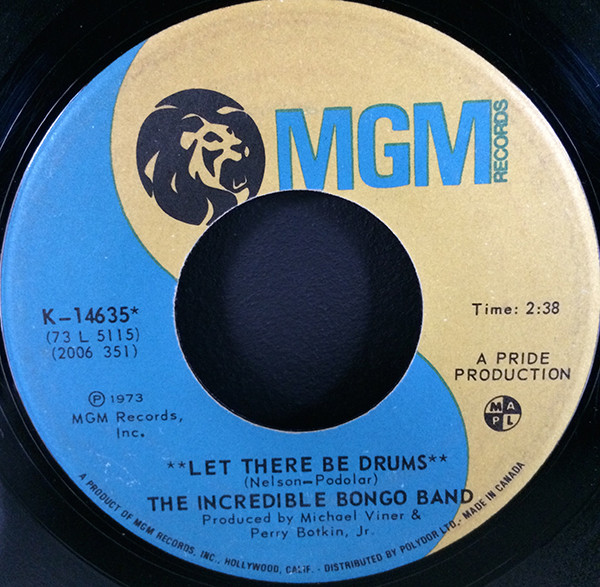 MGM
RECORDS
K-14635*
(73 L 5115)
(2006 351)
Time: 2:38
A PRIDE
PRODUCTION
MAPL
Ⓟ 1973
MGM Records,
Inc.
**LET THERE BE DRUMS**
(Nelson-Podolar)
THE INCREDIBLE BONGO BAND
Produced by Michael Viner &
Perry Botkin, Jr.
A PRODUCT OF MGM RECORDS, INC., HOLLYWOOD, CALIF. - DISTRIBUTED BY POLYDOR LTD. - MADE IN CANADA